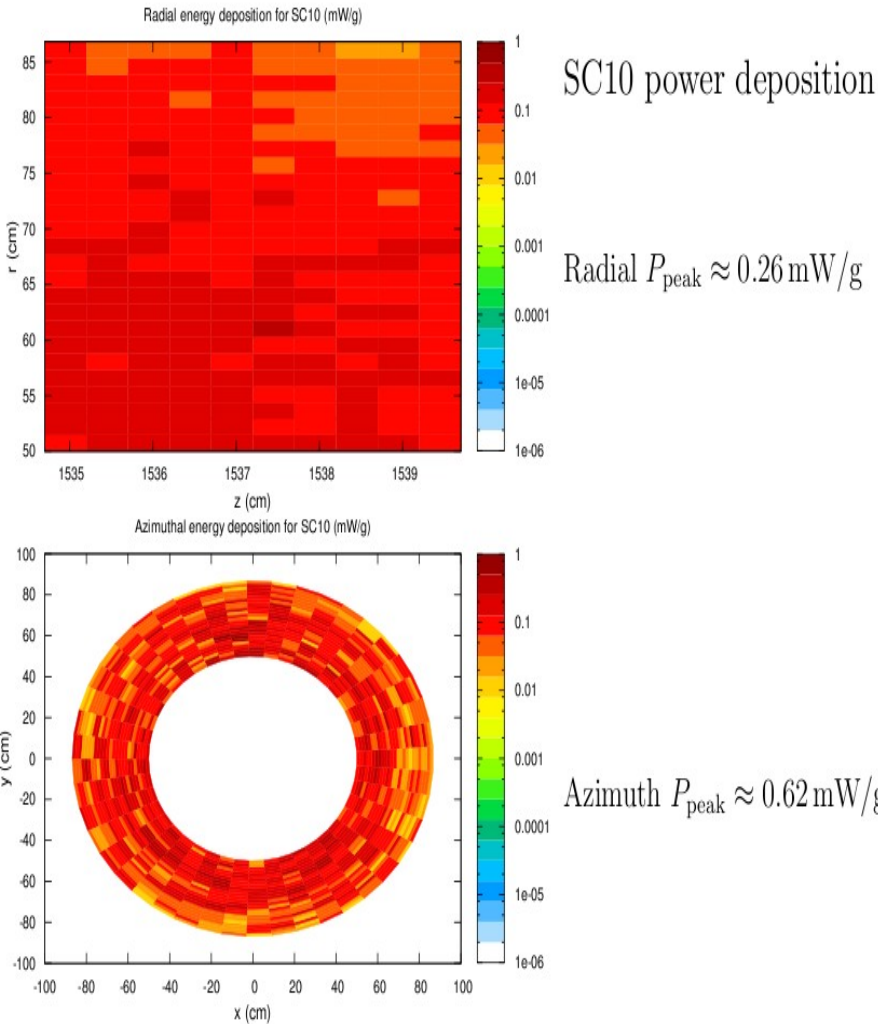 Radial energy deposition for SC10 (mW/g)
85
80
75
70
65
60
55
50
r (cm)
1535 1536 1537 1538 1539
z (cm)
1
0.1
0.01
0.001
0.0001
1e-05
1e-06
SC10 power deposition
Radial P_peak ≈ 0.26 mW/g
Azimuthal energy deposition for SC10 (mW/g)
100
80
60
40
20
0
-20
-40
-60
-80
-100
y (cm)
-100 -80 -60 -40 -20 0 20 40 60 80 100
x (cm)
1
0.1
0.01
0.001
0.0001
1e-05
1e-06
Azimuth P_peak ≈ 0.62 mW/g